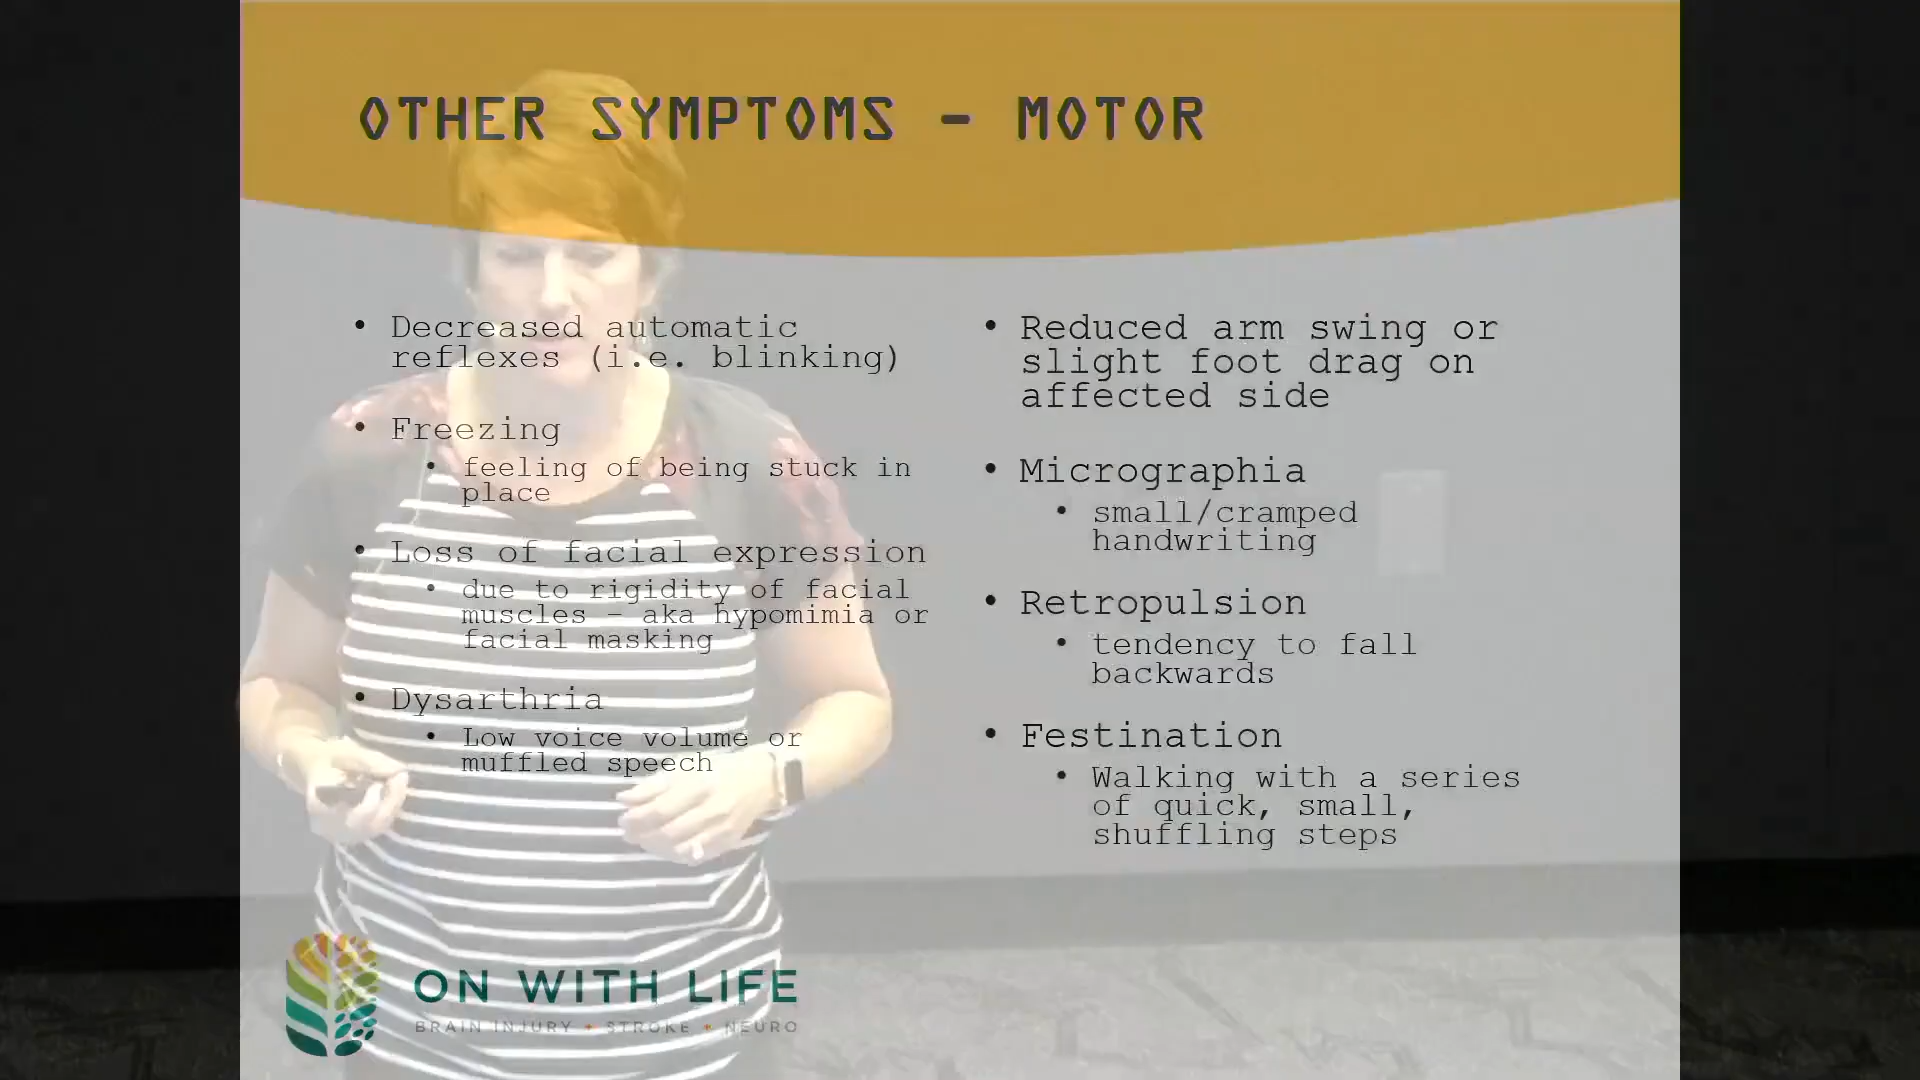 OTHER SYMPTOMS – MOTOR
• Decreased automatic
reflexes (i.e. blinking)
• Freezing
• feeling of being stuck in
place
• Loss of facial expression
• due to rigidity of facial
muscles – aka hypomimia or
facial masking
• Dysarthria
• Low voice volume or
muffled speech
• Reduced arm swing or
slight foot drag on
affected side
• Micrographia
• small/cramped
handwriting
• Retropulsion
• tendency to fall
backwards
• Festination
• Walking with a series
of quick, small,
shuffling steps
ON WITH LIFE
BRAIN INJURY • STROKE • NEURO